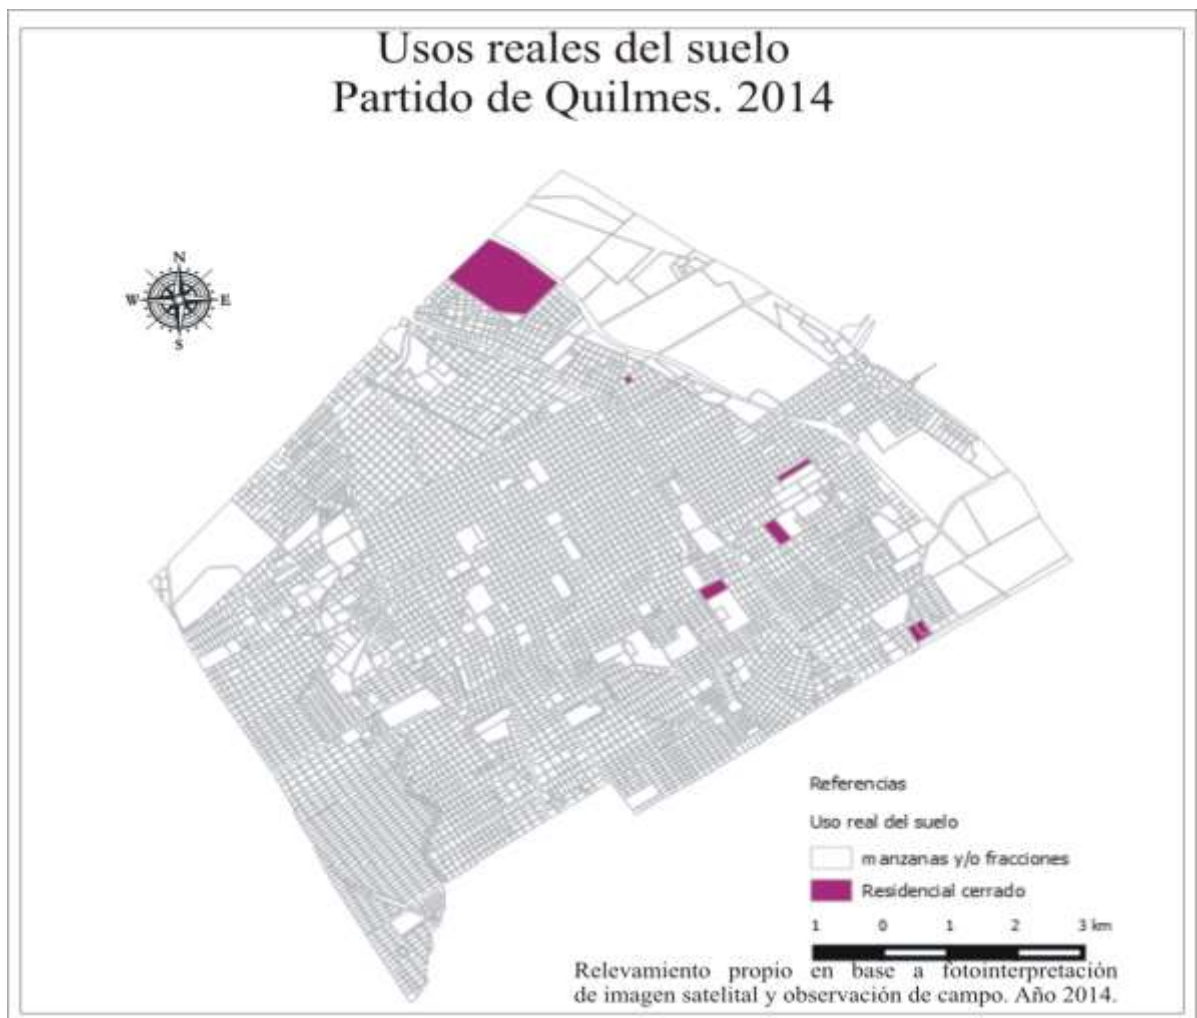 Usos reales del suelo
Partido de Quilmes. 2014
N
W E
S
Referencias
Uso real del suelo
manzanas y/o fracciones
Residencial cerrado
1 0 1 2 3 km
Relevamiento propio en base a fotointerpretación
de imagen satelital y observación de campo. Año 2014.